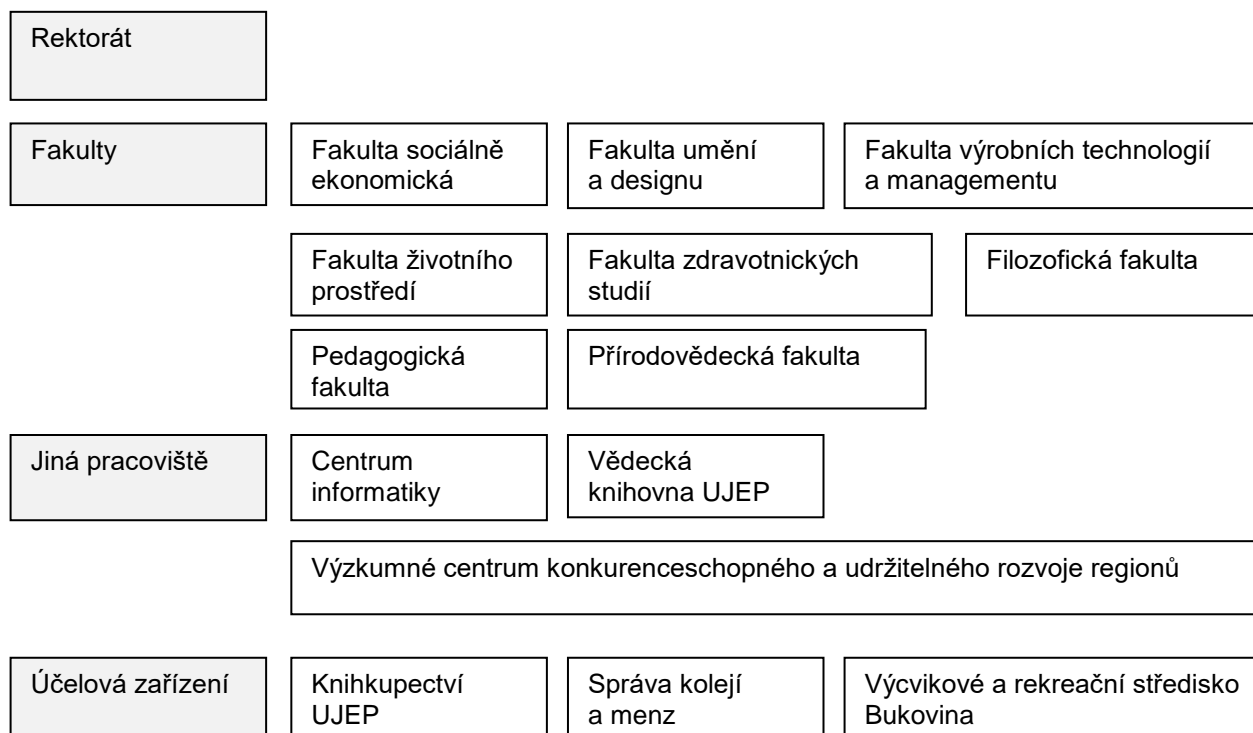 Rektorát
Fakulty
Fakulta sociálně
ekonomická
Fakulta umění
a designu
Fakulta výrobních technologií
a managementu
Fakulta životního
prostředí
Fakulta zdravotnických
studií
Filozofická fakulta
Pedagogická
fakulta
Přírodovědecká fakulta
Jiná pracoviště
Centrum
informatiky
Vědecká
knihovna UJEP
Výzkumné centrum konkurenceschopného a udržitelného rozvoje regionů
Účelová zařízení
Knihkupectví
UJEP
Správa kolejí
a menz
Výcvikové a rekreační středisko
Bukovina